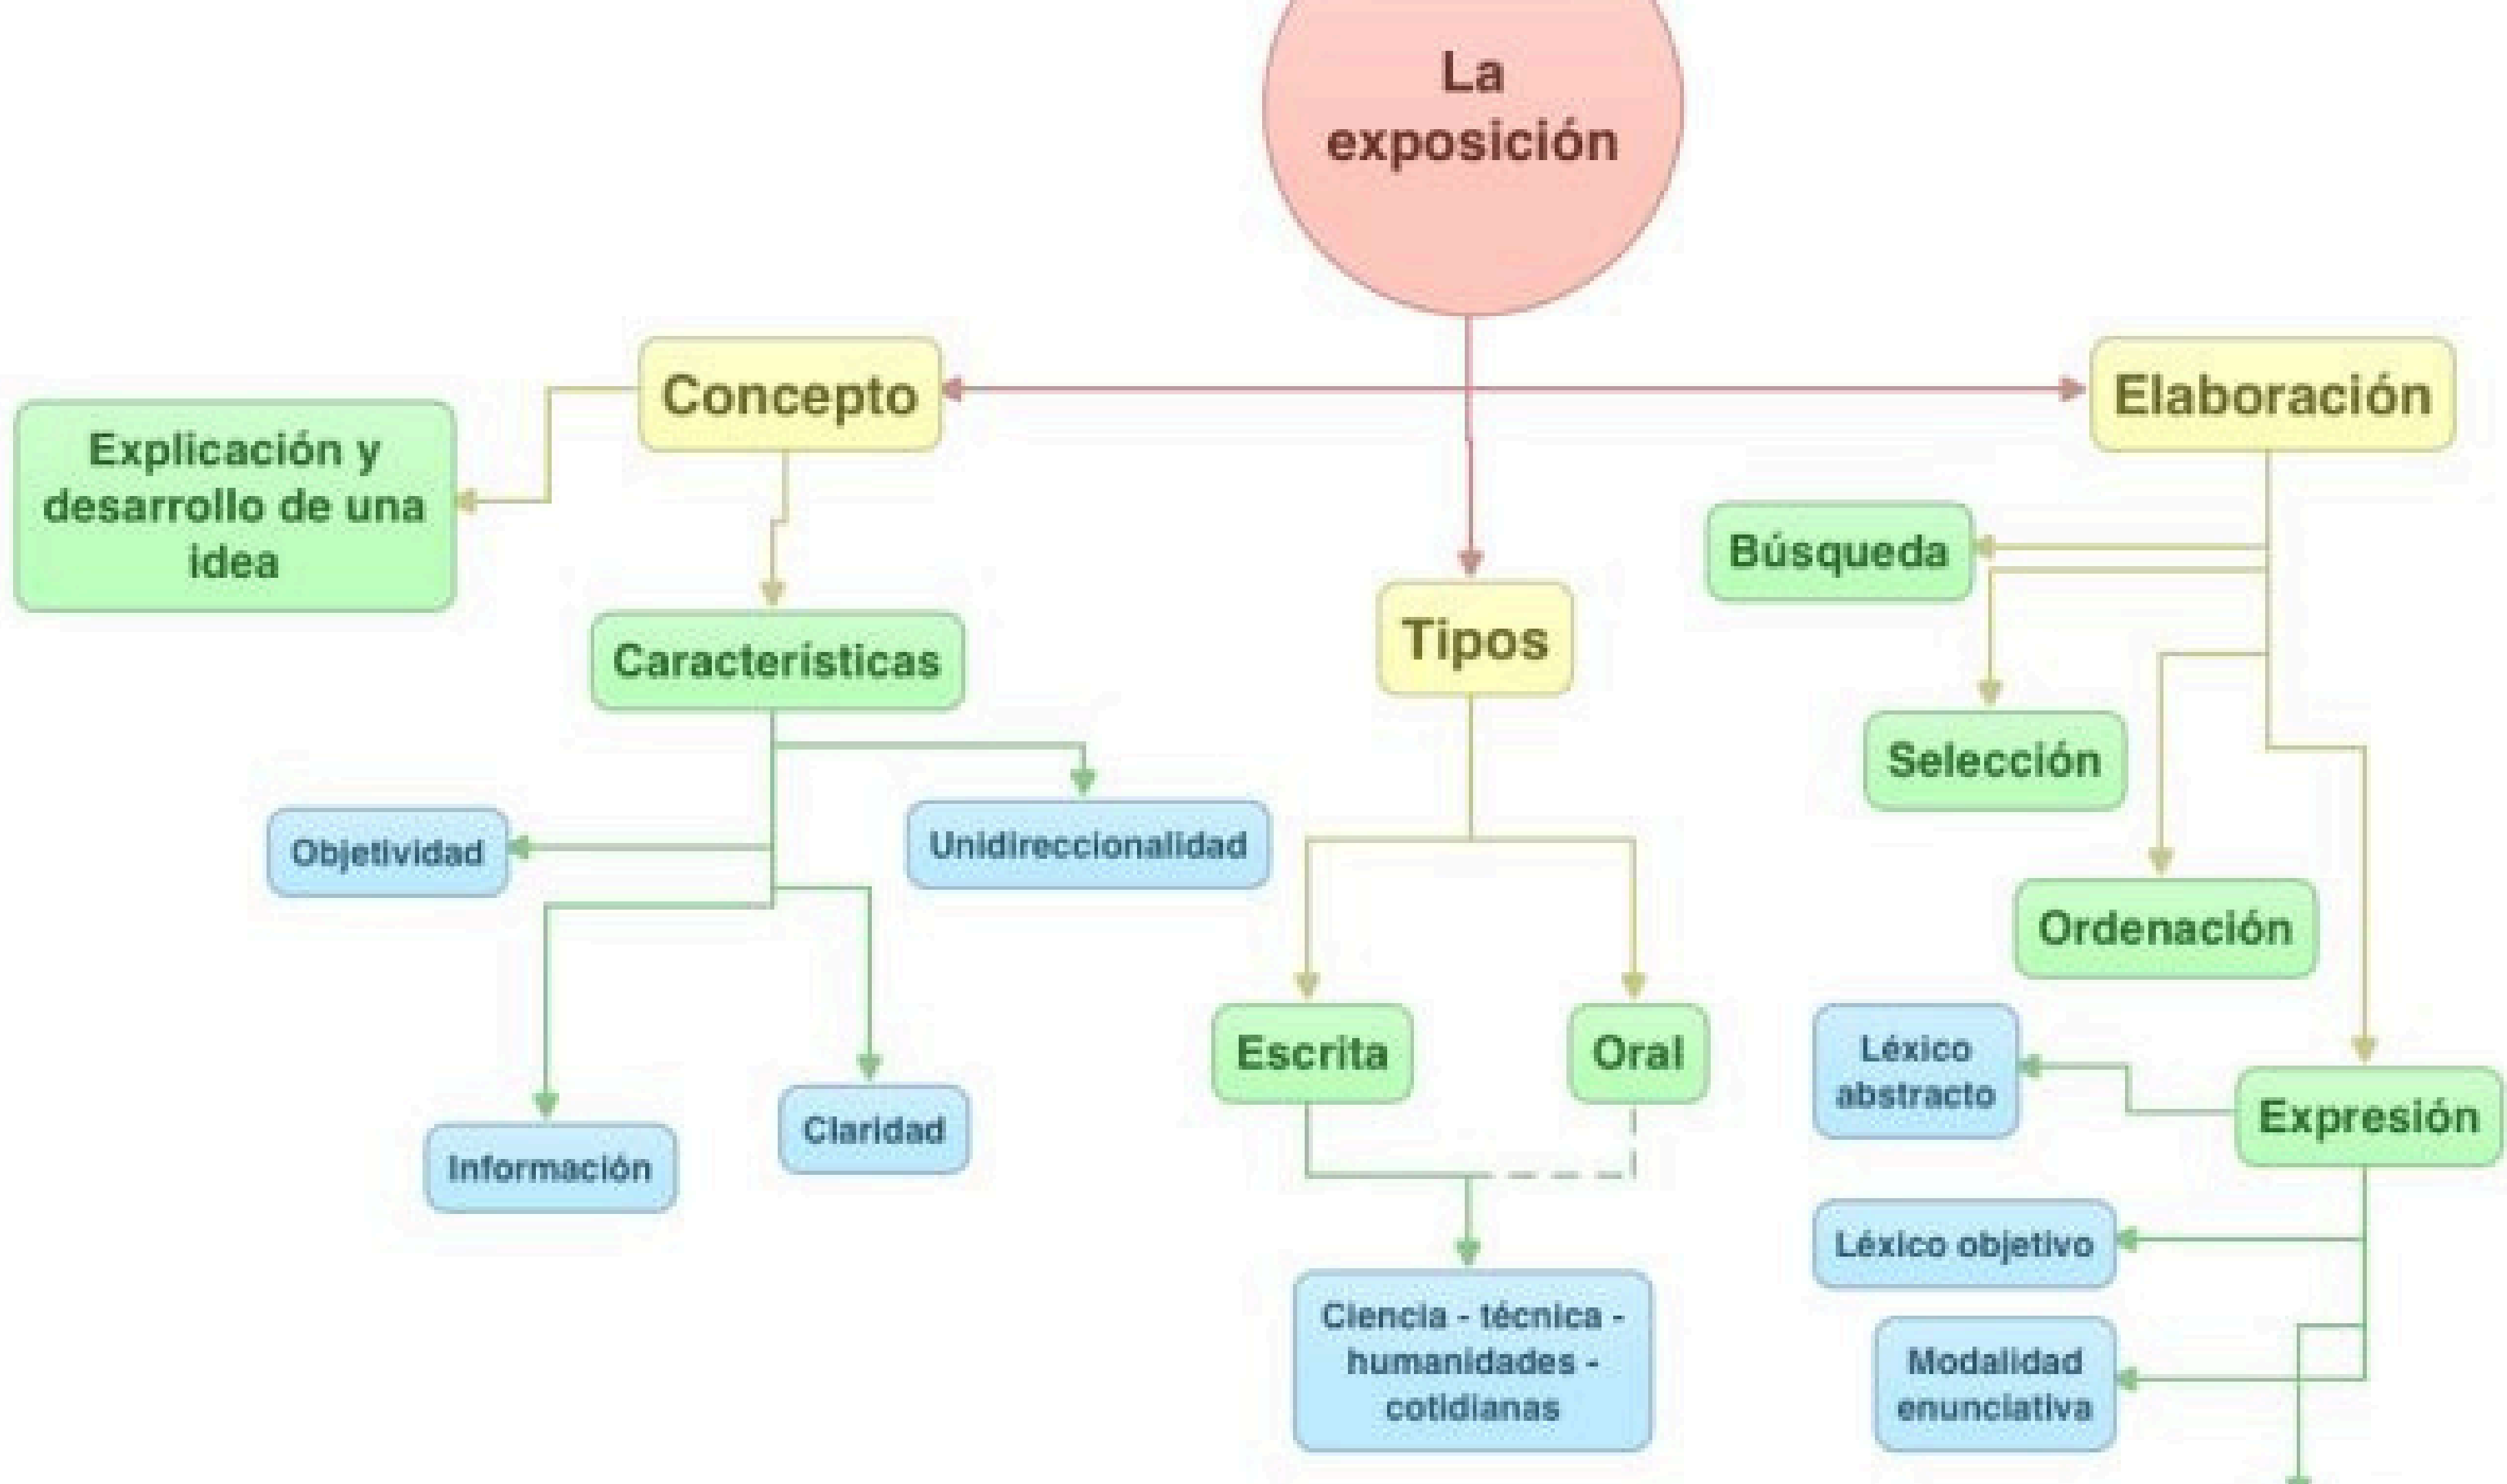 La
exposición
Concepto
Elaboración
Explicación y
desarrollo de una
idea
Búsqueda
Características
Tipos
Selección
Objetividad
Unidireccionalidad
Ordenación
Escrita
Oral
Léxico
abstracto
Expresión
Claridad
Información
Léxico objetivo
Ciencia - técnica -
humanidades -
cotidianas
Modalidad
enunciativa